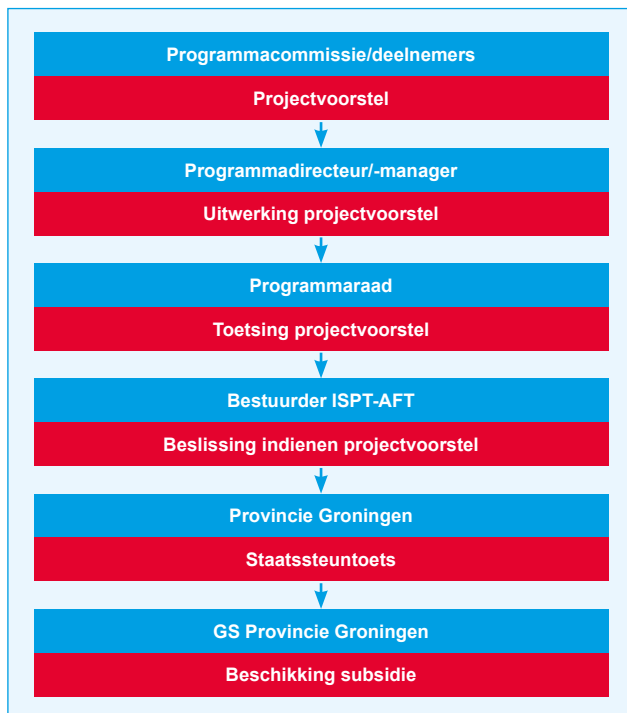 Programmacommissie/deelnemers
Projectvoorstel
Programmadirecteur/-manager
Uitwerking projectvoorstel
Programmaraad
Toetsing projectvoorstel
Bestuurder ISPT-AFT
Beslissing indienen projectvoorstel
Provincie Groningen
Staatssteuntoets
GS Provincie Groningen
Beschikking subsidie